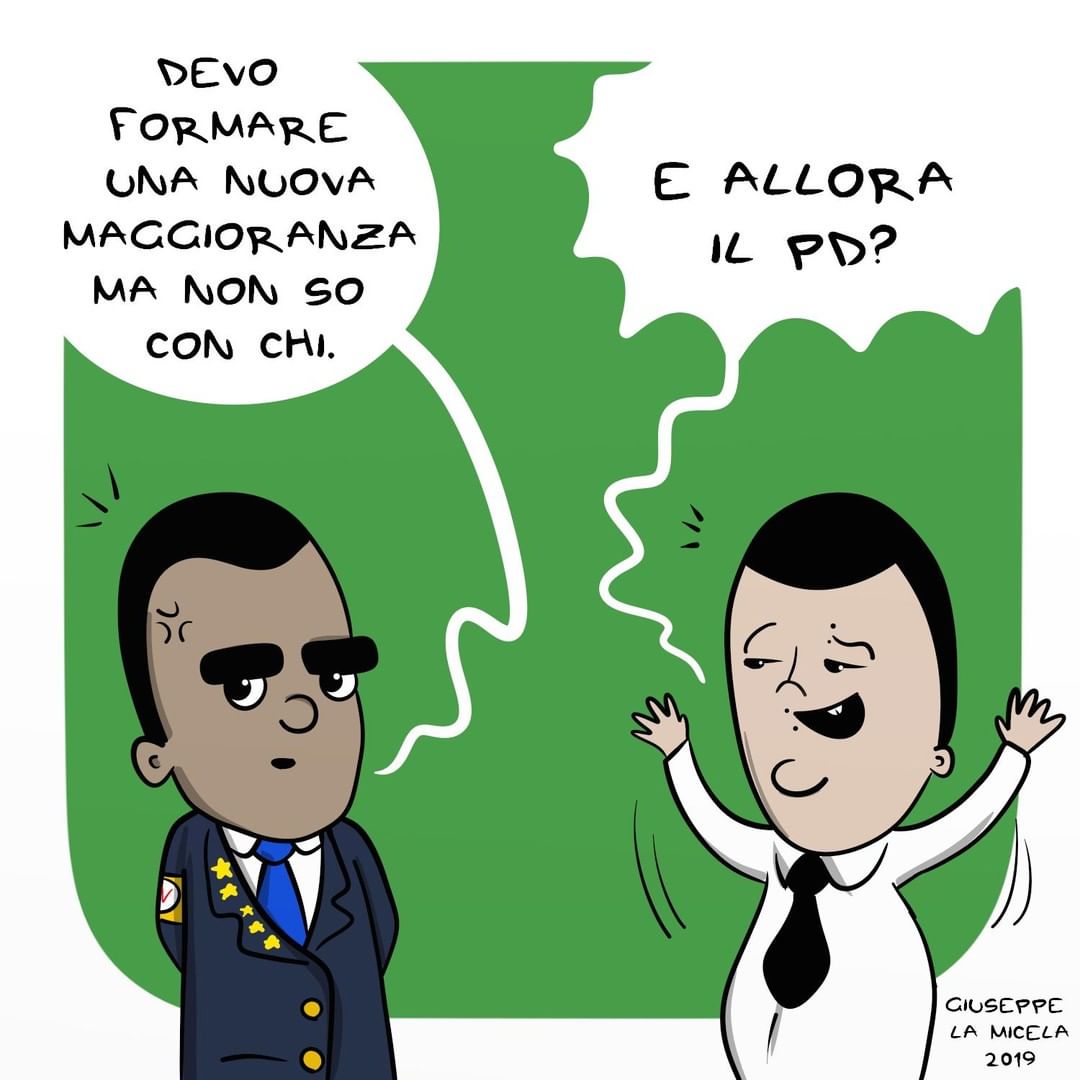 DEVO
FORMARE
UNA NUOVA
MAGGIORANZA
MA NON SO
CON CHI.
E ALLORA
IL PD?
GIUSEPPE
LA MICELA
2019